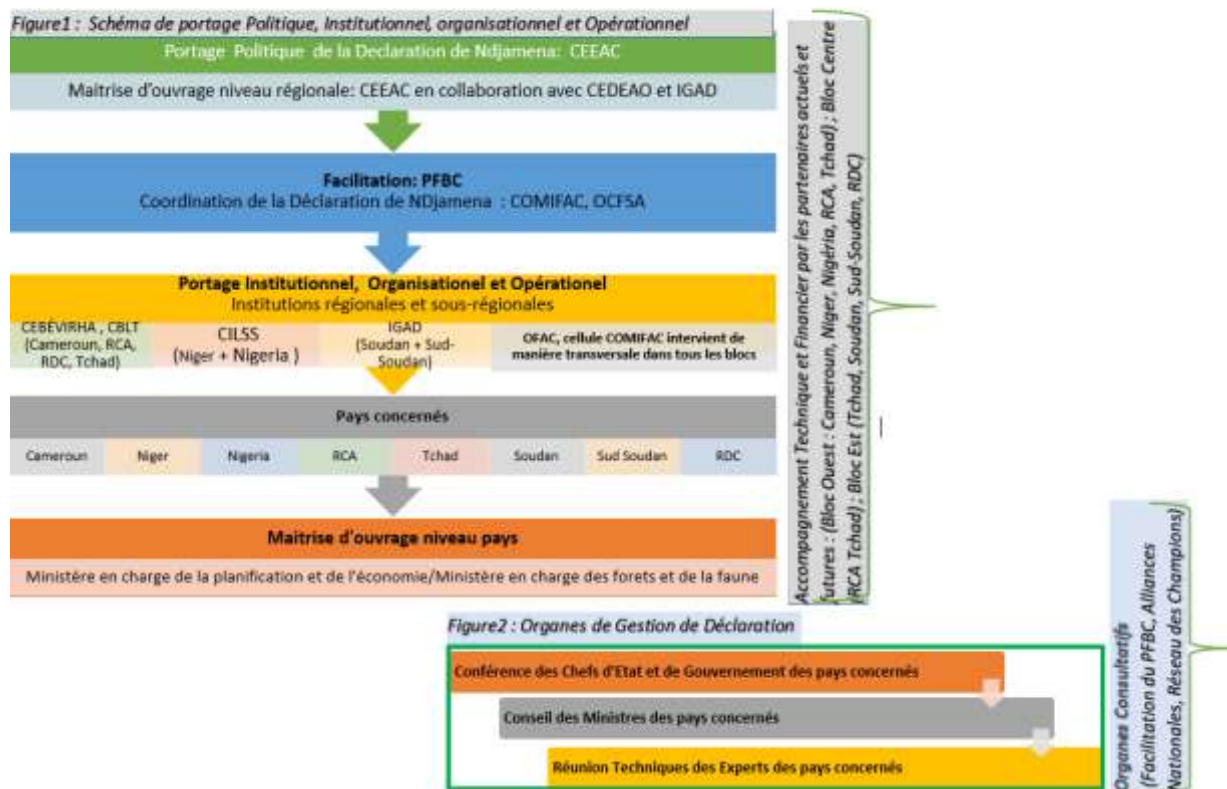 Figure1 : Schéma de portage Politique, Institutionnel, organisationnel et Opérationnel
Portage Politique de la Declaration de Ndjamena: CEEAC
Maitrise d'ouvrage niveau régionale: CEEAC en collaboration avec CEDEAO et IGAD
Facilitation: PFBC
Coordination de la Déclaration de NDjamena : COMIFAC, OCFSA
Portage Institutionnel, Organisationel et Opérationel
Institutions régionales et sous-régionales
CEBEVIRHA , CBLT
(Cameroun, RCA,
RDC, Tchad)
CILSS
(Niger + Nigeria )
IGAD
(Soudan + Sud-
Soudan)
OFAC, cellule COMIFAC intervient de
manière transversale dans tous les blocs
Pays concernés
Cameroun
Niger
Nigeria
RCA
Tchad
Soudan
Sud Soudan
RDC
Maitrise d'ouvrage niveau pays
Ministère en charge de la planification et de l'économie/Ministère en charge des forets et de la faune
Accompagnement Technique et Financier par les partenaires actuels et
futures : (Bloc Ouest : Cameroun, Niger, Nigéria, RCA, Tchad) ; Bloc Centre
(RCA Tchad) ; Bloc Est (Tchad, Soudan, Sud-Soudan, RDC)
Figure2 : Organes de Gestion de Déclaration
Conférence des Chefs d'Etat et de Gouvernement des pays concernés
Conseil des Ministres des pays concernés
Réunion Techniques des Experts des pays concernés
Organes Consultatifs
(Facilitation du PFBC, Alliances
Nationales, Réseau des Champions)